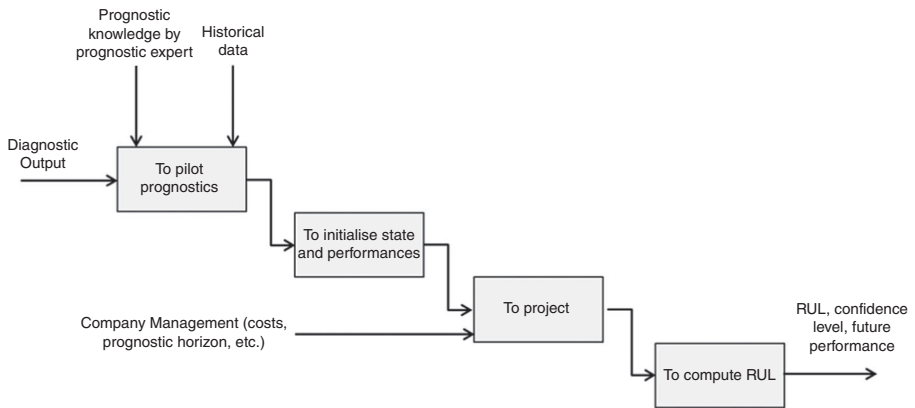 Prognostic
knowledge by
prognostic expert
Historical
data
Diagnostic
Output
To pilot
prognostics
To initialise state
and performances
To project
Company Management (costs,
prognostic horizon, etc.)
RUL, confidence
level, future
performance
To compute RUL